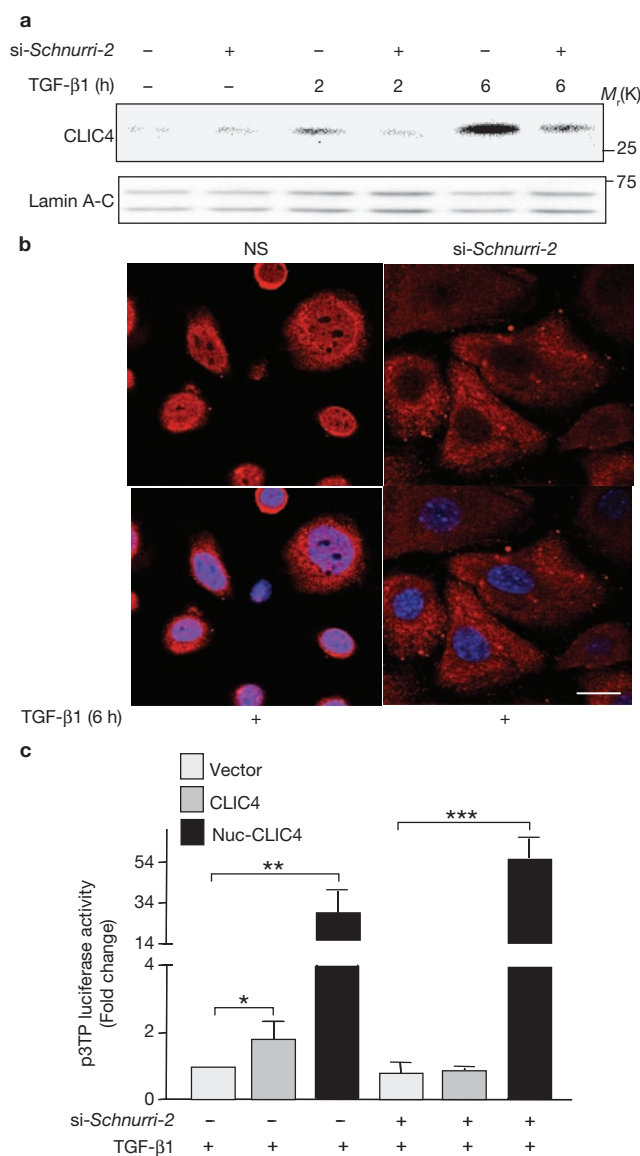 a
si-Schnurri-2 – + – + – +
TGF-β1 (h) – – 2 2 6 6 Mr(K)
CLIC4 25
75
Lamin A-C
b
NS si-Schnurri-2
TGF-β1 (6 h) + +
c
Vector
CLIC4
Nuc-CLIC4
***
**
*
p3TP luciferase activity
(Fold change)
54
34
14
4
2
0
si-Schnurri-2 – – – + + +
TGF-β1 + + + + + +